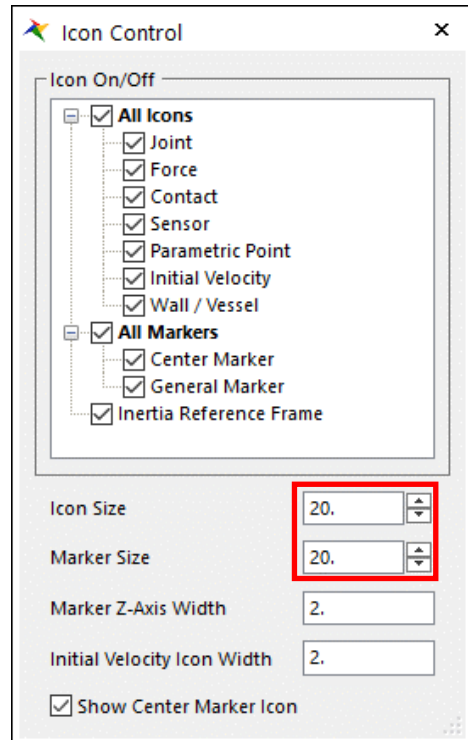 Icon Control
Icon On/Off
All Icons
Joint
Force
Contact
Sensor
Parametric Point
Initial Velocity
Wall / Vessel
All Markers
Center Marker
General Marker
Inertia Reference Frame
Icon Size 20.
Marker Size 20.
Marker Z-Axis Width 2.
Initial Velocity Icon Width 2.
Show Center Marker Icon